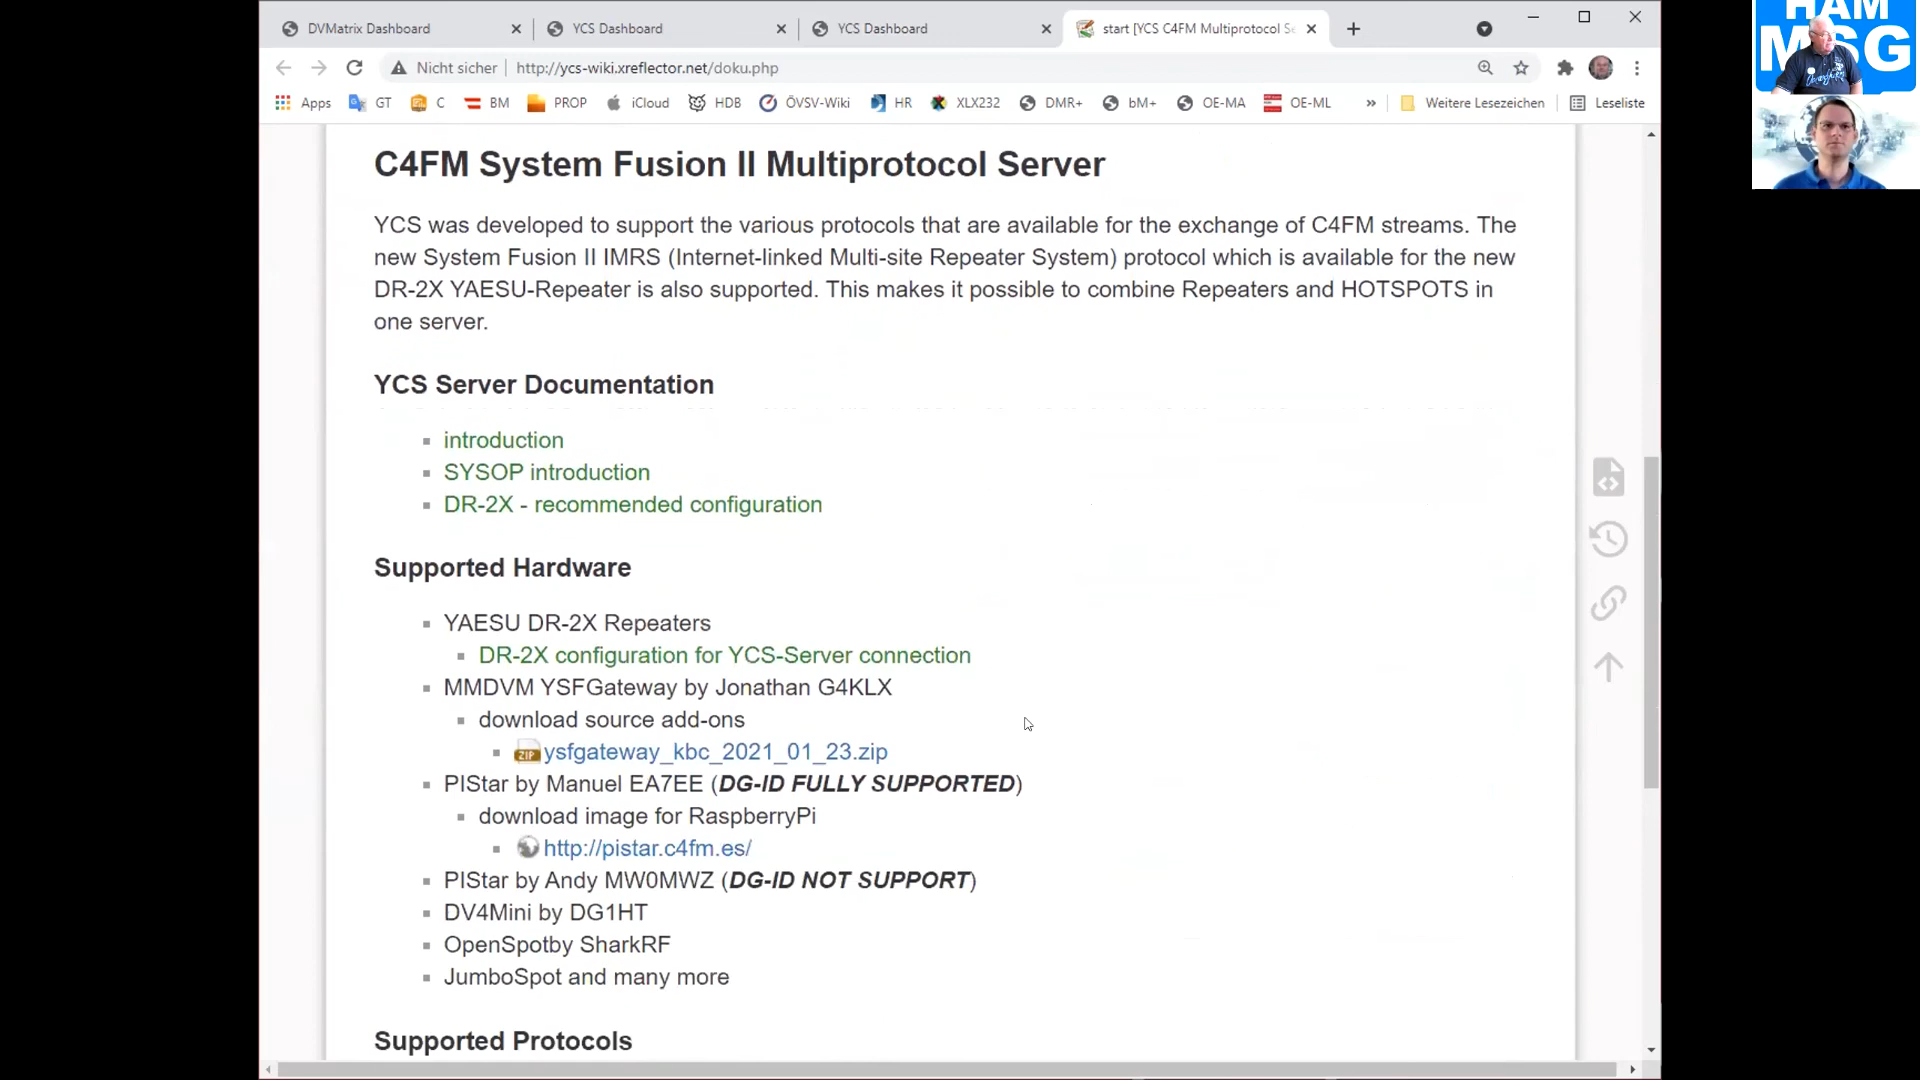 DVMatrix Dashboard
YCS Dashboard
YCS Dashboard
start [YCS C4FM Multiprotocol Se
Nicht sicher
http://ycs-wiki.xreflector.net/doku.php
Apps
GT
C
BM
PROP
iCloud
HDB
ÖVSV-Wiki
HR
XLX232
DMR+
bM+
OE-MA
OE-ML
»
Weitere Lesezeichen
Leseliste
HAM
MSG
C4FM System Fusion II Multiprotocol Server
YCS was developed to support the various protocols that are available for the exchange of C4FM streams. The
new System Fusion II IMRS (Internet-linked Multi-site Repeater System) protocol which is available for the new
DR-2X YAESU-Repeater is also supported. This makes it possible to combine Repeaters and HOTSPOTS in
one server.
YCS Server Documentation
introduction
SYSOP introduction
DR-2X - recommended configuration
Supported Hardware
YAESU DR-2X Repeaters
DR-2X configuration for YCS-Server connection
MMDVM YSFGateway by Jonathan G4KLX
download source add-ons
ZIP ysfgateway_kbc_2021_01_23.zip
PIStar by Manuel EA7EE (DG-ID FULLY SUPPORTED)
download image for RaspberryPi
http://pistar.c4fm.es/
PIStar by Andy MW0MWZ (DG-ID NOT SUPPORT)
DV4Mini by DG1HT
OpenSpotby SharkRF
JumboSpot and many more
Supported Protocols